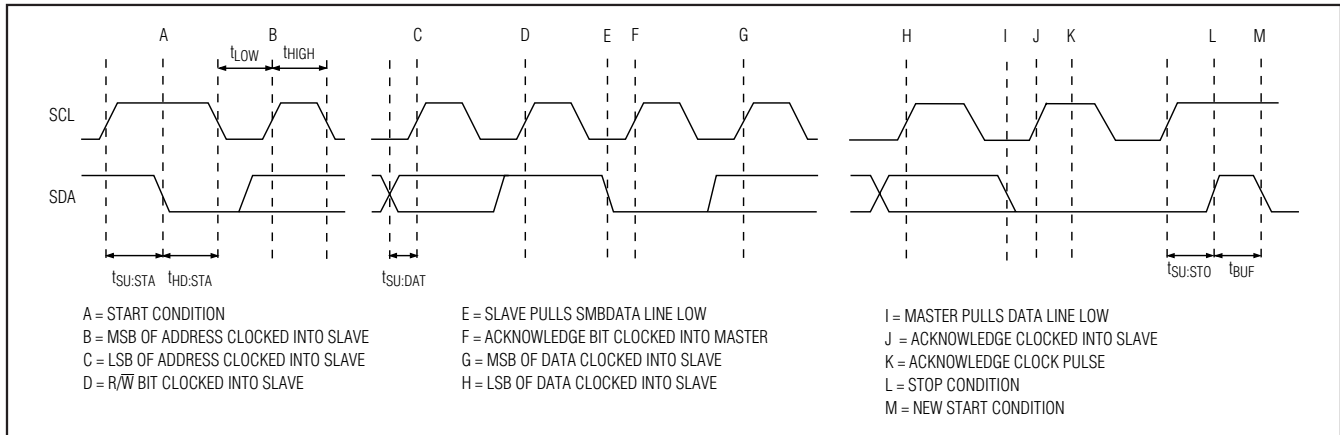 A B C D E F G H I J K L M
tLOW tHIGH
SCL
SDA
tSU:STA tHD:STA tSU:DAT tSU:STO tBUF
A = START CONDITION
B = MSB OF ADDRESS CLOCKED INTO SLAVE
C = LSB OF ADDRESS CLOCKED INTO SLAVE
D = R/W̅ BIT CLOCKED INTO SLAVE
E = SLAVE PULLS SMBDATA LINE LOW
F = ACKNOWLEDGE BIT CLOCKED INTO MASTER
G = MSB OF DATA CLOCKED INTO SLAVE
H = LSB OF DATA CLOCKED INTO SLAVE
I = MASTER PULLS DATA LINE LOW
J = ACKNOWLEDGE CLOCKED INTO SLAVE
K = ACKNOWLEDGE CLOCK PULSE
L = STOP CONDITION
M = NEW START CONDITION